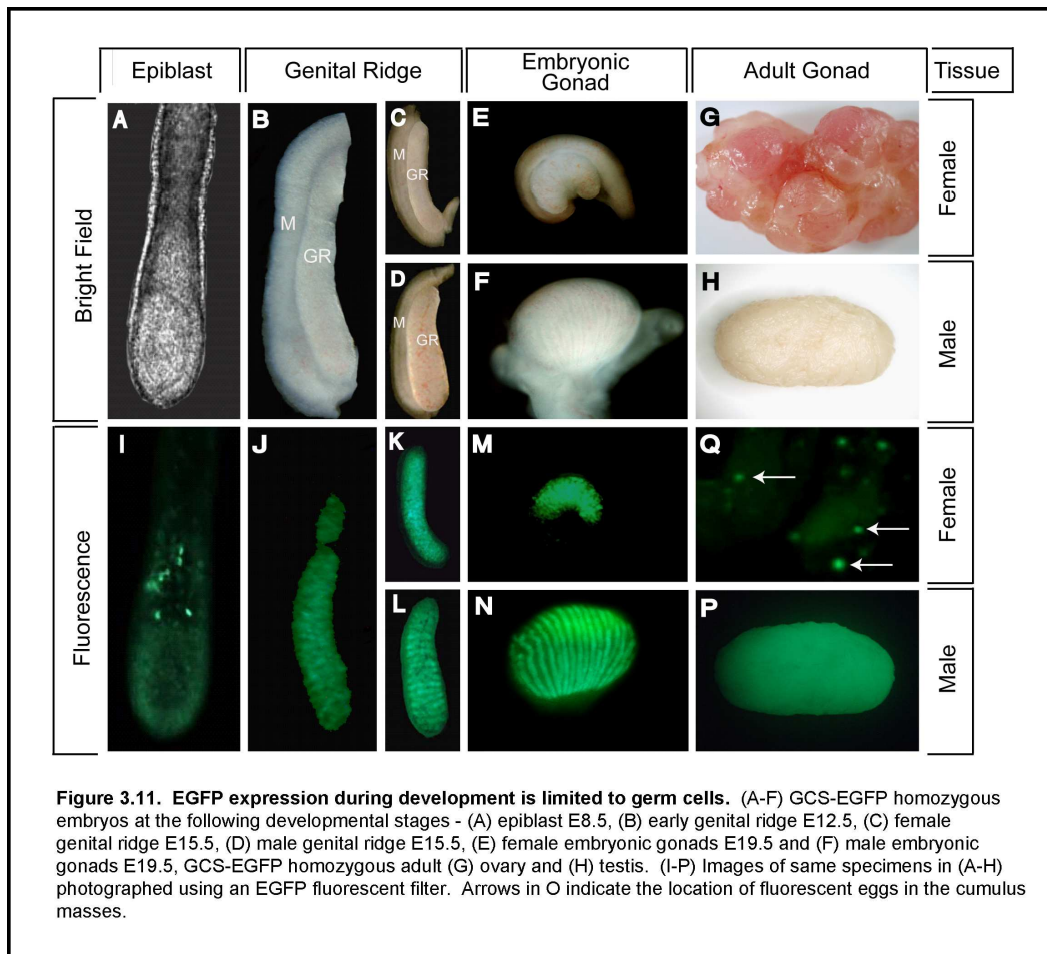 Epiblast
Genital Ridge
Embryonic
Gonad
Adult Gonad
Tissue
Bright Field
A
B
M
GR
C
M
GR
D
M
GR
E
F
G
H
Female
Male
Fluorescence
I
J
K
L
M
N
Q
P
Female
Male
Figure 3.11. EGFP expression during development is limited to germ cells. (A-F) GCS-EGFP homozygous
embryos at the following developmental stages - (A) epiblast E8.5, (B) early genital ridge E12.5, (C) female
genital ridge E15.5, (D) male genital ridge E15.5, (E) female embryonic gonads E19.5 and (F) male embryonic
gonads E19.5, GCS-EGFP homozygous adult (G) ovary and (H) testis. (I-P) Images of same specimens in (A-H)
photographed using an EGFP fluorescent filter. Arrows in O indicate the location of fluorescent eggs in the cumulus
masses.